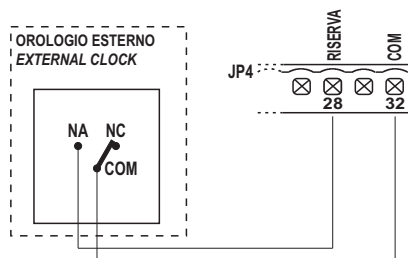 OROLOGIO ESTERNO
EXTERNAL CLOCK
NA NC
COM
JP4
RISERVA
COM
28 32